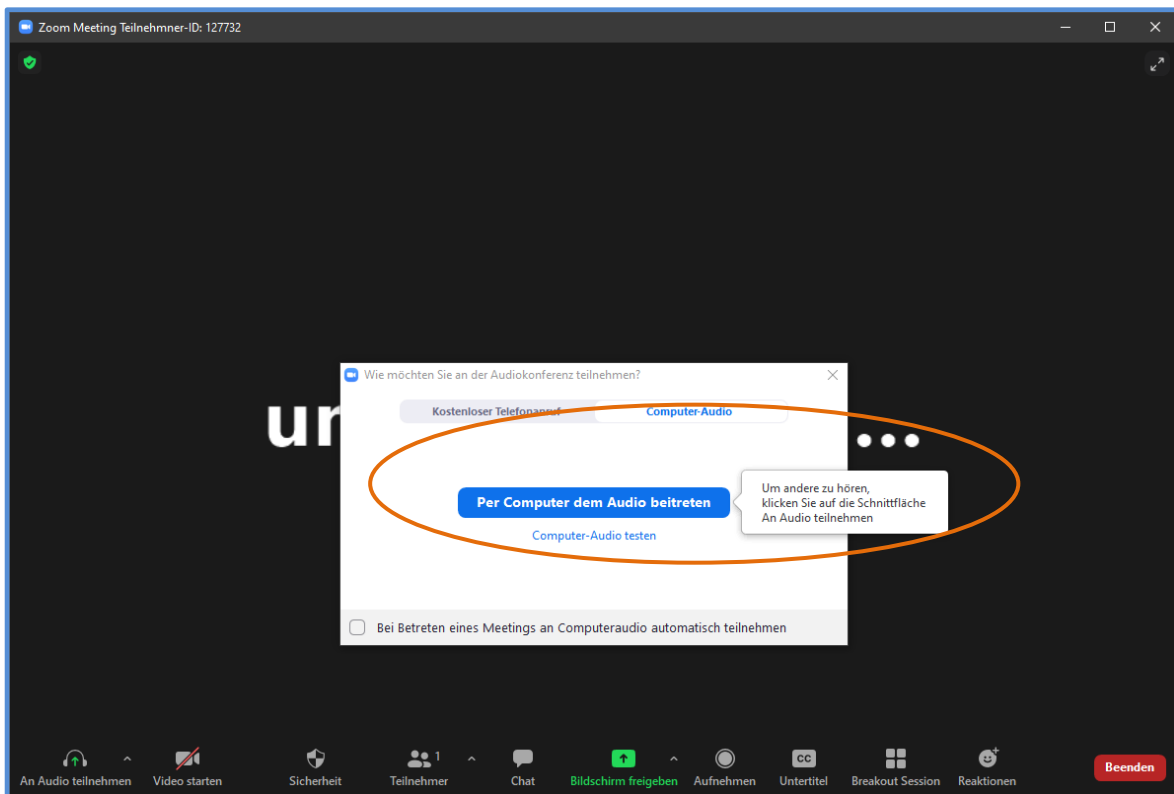 Zoom Meeting Teilnehmner-ID: 127732
Wie möchten Sie an der Audiokonferenz teilnehmen?
Kostenloser Telefonanruf
Computer-Audio
ur
...
Per Computer dem Audio beitreten
Um andere zu hören,
klicken Sie auf die Schnittfläche
An Audio teilnehmen
Computer-Audio testen
Bei Betreten eines Meetings an Computeraudio automatisch teilnehmen
1
CC
An Audio teilnehmen
Video starten
Sicherheit
Teilnehmer
Chat
Bildschirm freigeben
Aufnehmen
Untertitel
Breakout Session
Reaktionen
Beenden